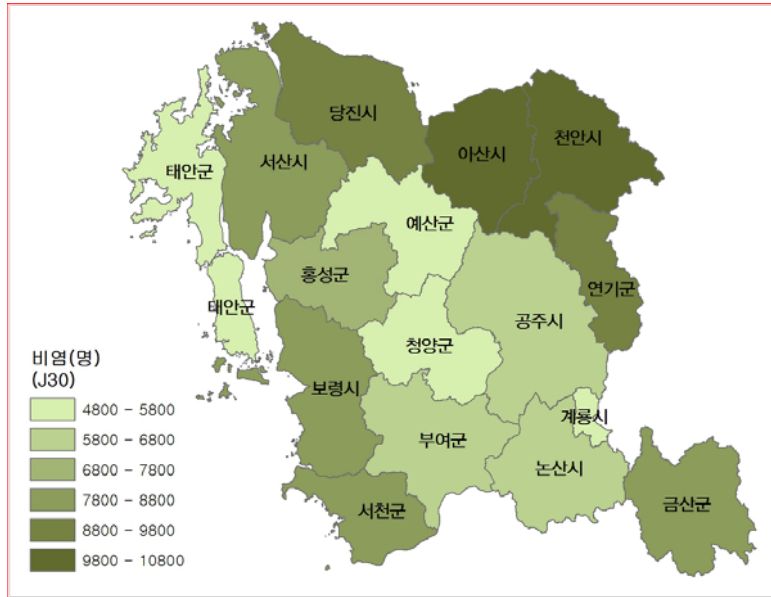 당진시
천안시
아산시
서산시
태안군
예산군
홍성군
연기군
태안군
공주시
청양군
보령시
계룡시
부여군
논산시
서천군
금산군
비염(명)
(J30)
4800 - 5800
5800 - 6800
6800 - 7800
7800 - 8800
8800 - 9800
9800 - 10800